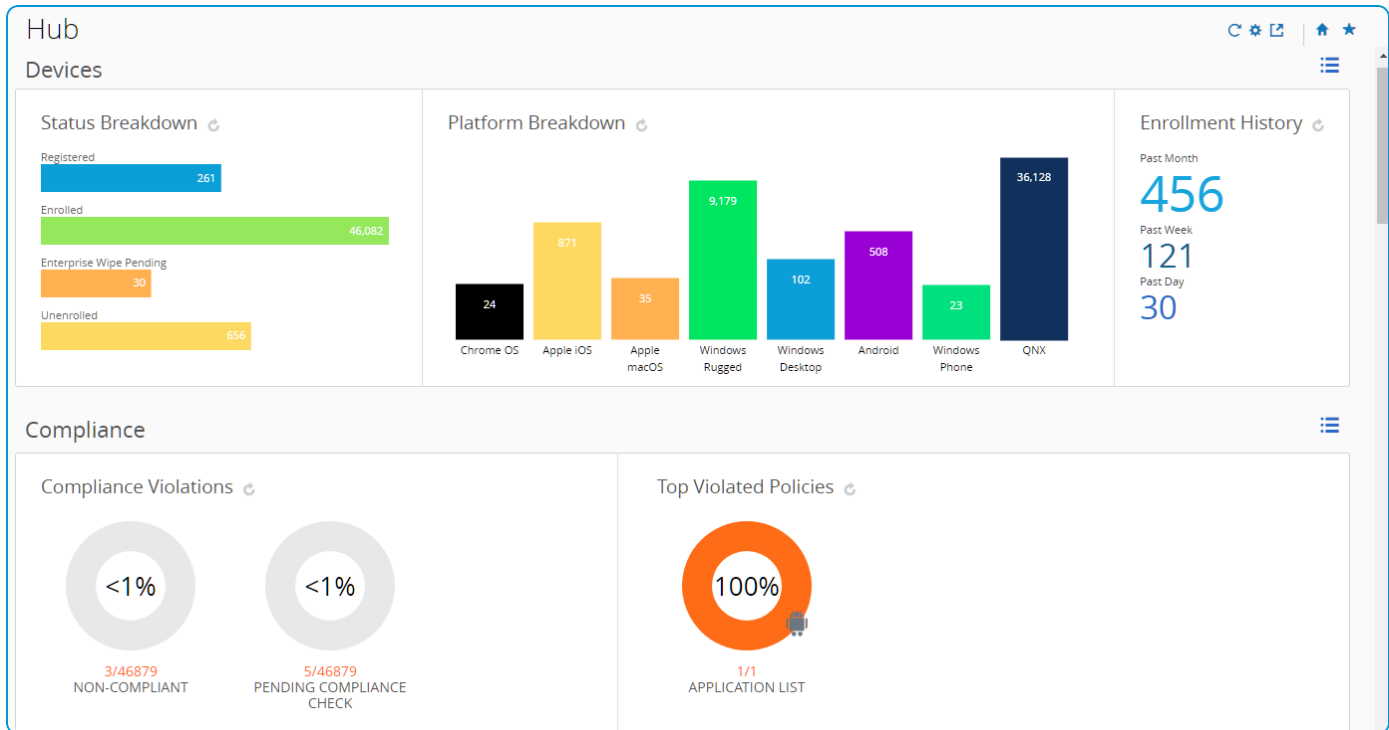 Hub
Devices
Status Breakdown
Registered
261
Enrolled
46,082
Enterprise Wipe Pending
30
Unenrolled
656
Platform Breakdown
24
871
35
9,179
102
508
23
36,128
Chrome OS
Apple iOS
Apple
macOS
Windows
Rugged
Windows
Desktop
Android
Windows
Phone
QNX
Enrollment History
Past Month
456
Past Week
121
Past Day
30
Compliance
Compliance Violations
<1%
3/46879
NON-COMPLIANT
<1%
5/46879
PENDING COMPLIANCE
CHECK
Top Violated Policies
100%
1/1
APPLICATION LIST